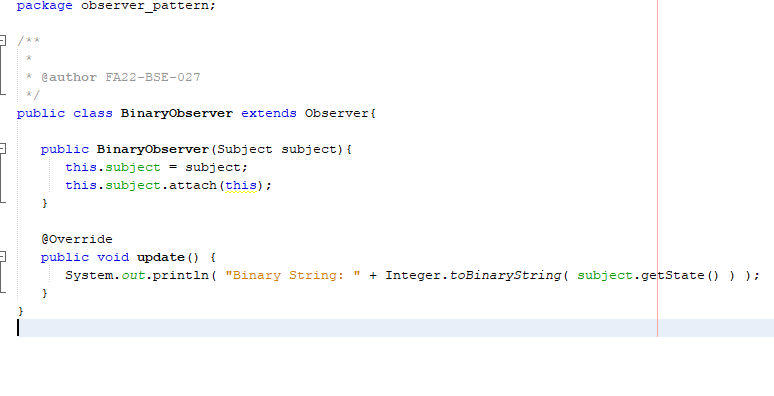 package observer_pattern;
/**
 *
 * @author FA22-BSE-027
 */
public class BinaryObserver extends Observer{
public BinaryObserver(Subject subject){
this.subject = subject;
this.subject.attach(this);
}
@Override
public void update() {
System.out.println( "Binary String: " + Integer.toBinaryString( subject.getState() ) );
}
}